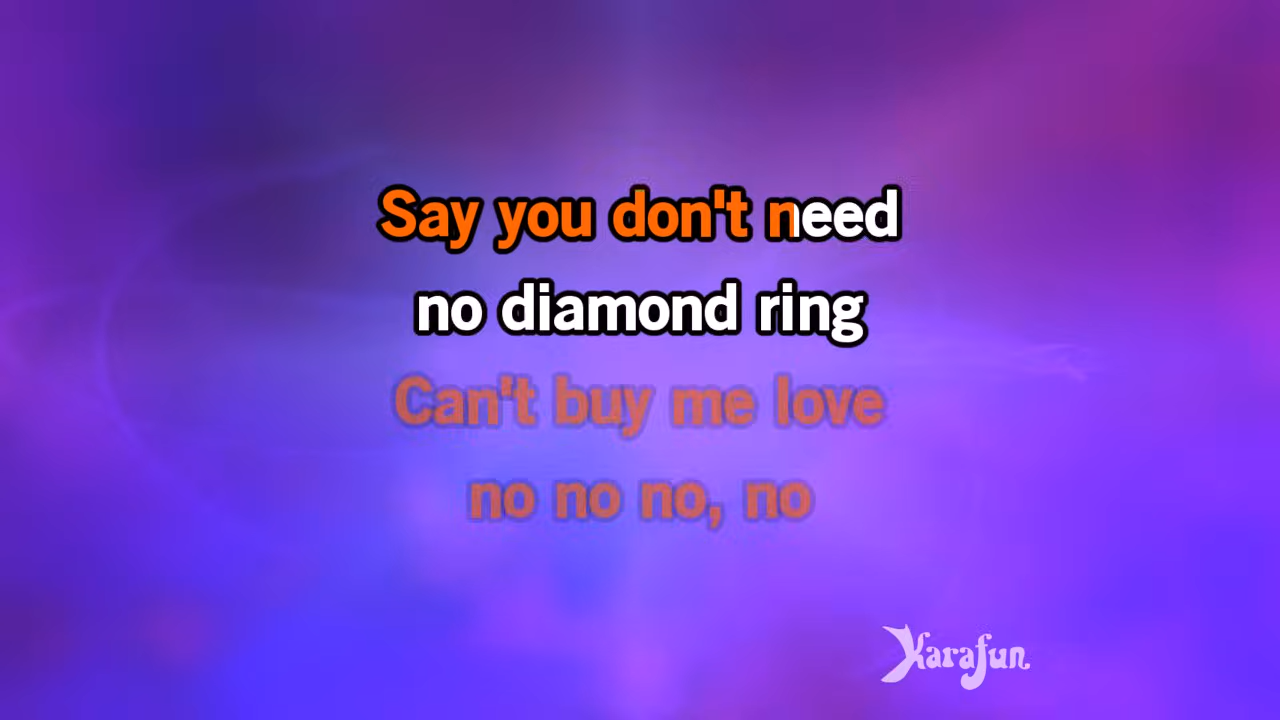 Say you don't need
no diamond ring
Can't buy me love
no no no, no
Karafun